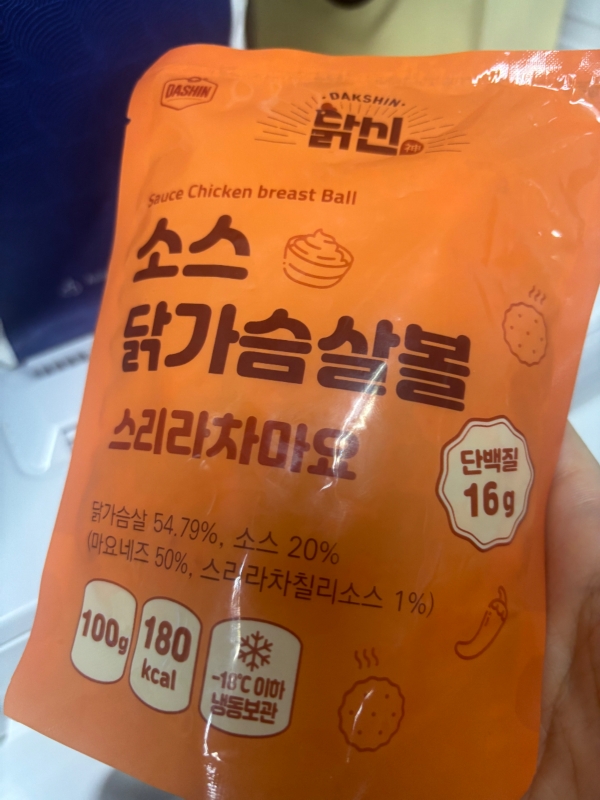 DASHIN
DAKSHIN
닭신
Sauce Chicken breast Ball
소스
닭가슴살볼
스리라차마요
단백질
16g
닭가슴살 54.79%, 소스 20%
(마요네즈 50%, 스리라차칠리소스 1%)
100g
180
kcal
-18℃ 이하
냉동보관